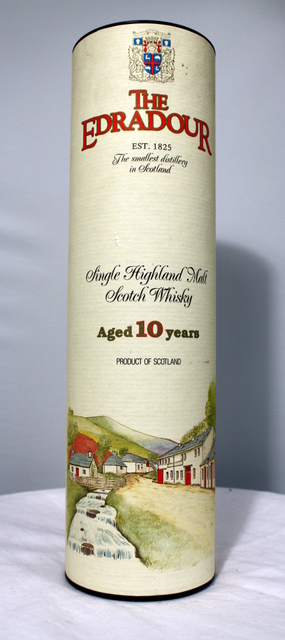 THE
EDRADOUR
EST. 1825
The smallest distillery
in Scotland
Single Highland Malt
Scotch Whisky
Aged 10 years
PRODUCT OF SCOTLAND